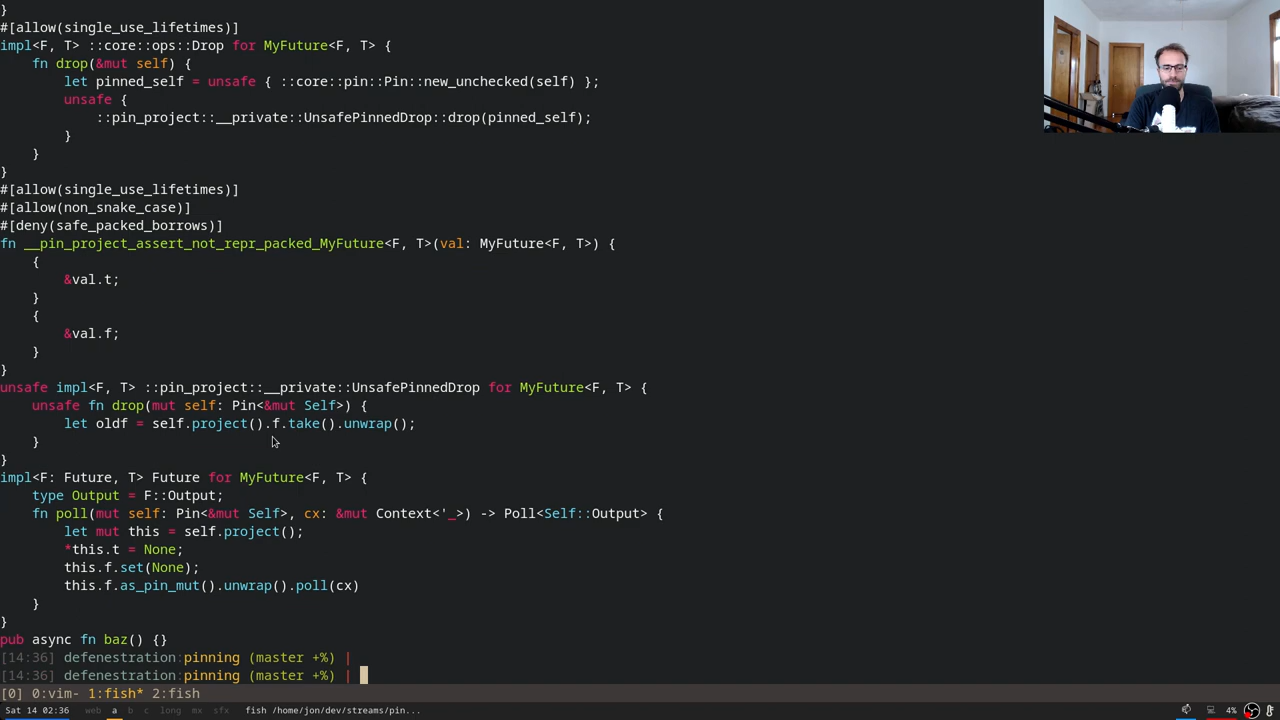 }
#[allow(single_use_lifetimes)]
impl<F, T> ::core::ops::Drop for MyFuture<F, T> {
    fn drop(&mut self) {
        let pinned_self = unsafe { ::core::pin::Pin::new_unchecked(self) };
        unsafe {
            ::pin_project::__private::UnsafePinnedDrop::drop(pinned_self);
        }
    }
}
#[allow(single_use_lifetimes)]
#[allow(non_snake_case)]
#[deny(safe_packed_borrows)]
fn __pin_project_assert_not_repr_packed_MyFuture<F, T>(val: MyFuture<F, T>) {
    {
        &val.t;
    }
    {
        &val.f;
    }
}
unsafe impl<F, T> ::pin_project::__private::UnsafePinnedDrop for MyFuture<F, T> {
    unsafe fn drop(mut self: Pin<&mut Self>) {
        let oldf = self.project().f.take().unwrap();
    }
}
impl<F: Future, T> Future for MyFuture<F, T> {
    type Output = F::Output;
    fn poll(mut self: Pin<&mut Self>, cx: &mut Context<'_>) -> Poll<Self::Output> {
        let mut this = self.project();
        *this.t = None;
        this.f.set(None);
        this.f.as_pin_mut().unwrap().poll(cx)
    }
}
pub async fn baz() {}
[14:36] defenestration:pinning (master +%) |
[14:36] defenestration:pinning (master +%) |
[0] 0:vim- 1:fish* 2:fish
Sat 14 02:36 web a b c long mx sfx fish /home/jon/dev/streams/pin... 4%